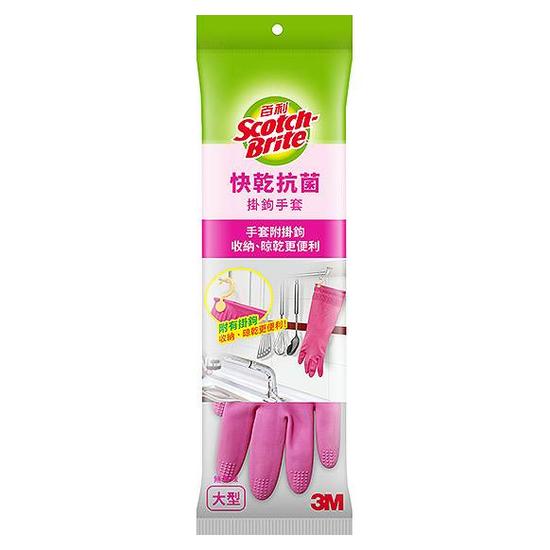 百利
Scotch-
Brite
快乾抗菌
掛鉤手套
手套附掛鉤
收納、晾乾更便利
附有掛鉤
收納、晾乾更便利!
大型
3M